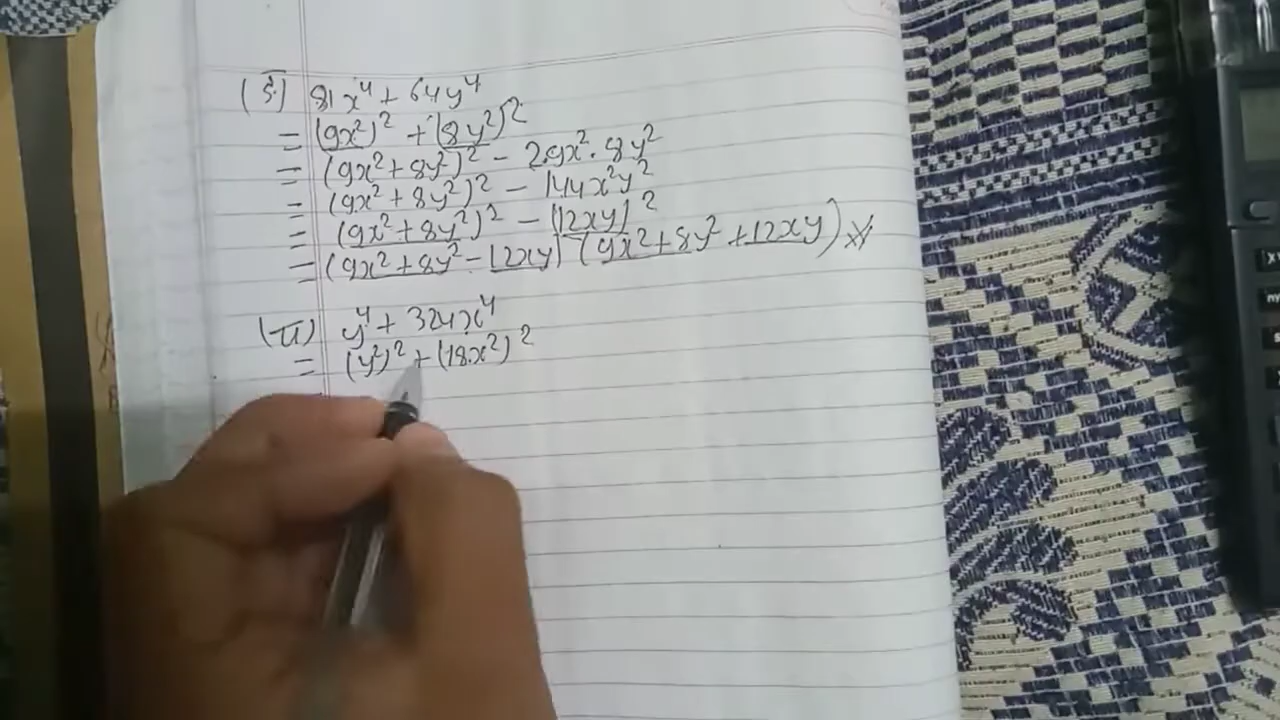 (ङ) 81x⁴ + 64y⁴
= (9x²)² + (8y²)²
= (9x² + 8y²)² - 2.9x².8y²
= (9x² + 8y²)² - 144x²y²
= (9x² + 8y²)² - (12xy)²
= (9x² + 8y² - 12xy) (9x² + 8y² + 12xy)
y⁴ + 324x⁴
= (y²)² + (18x²)²